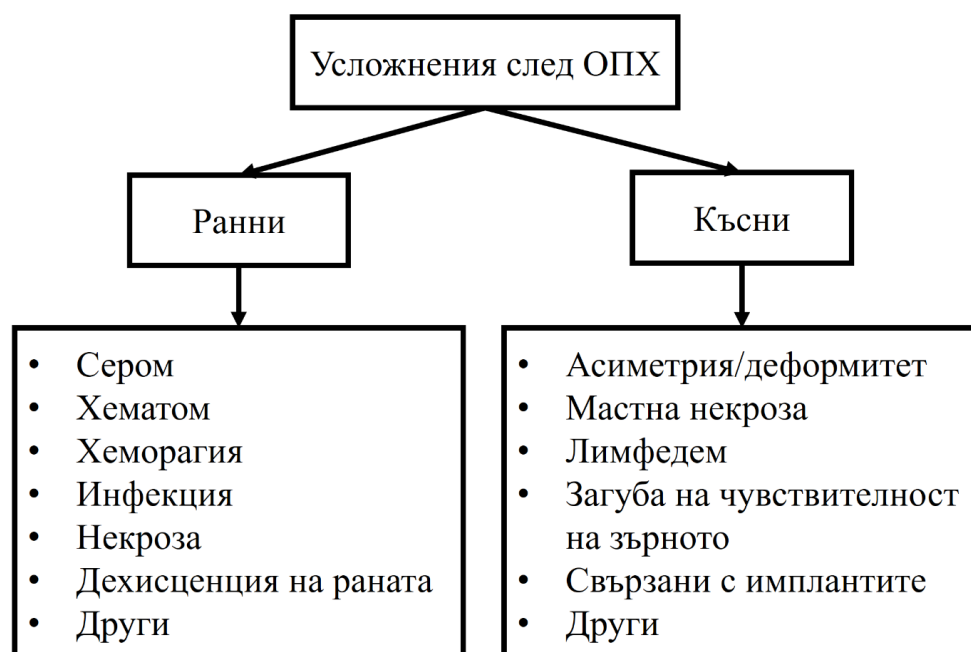 Усложнения след ОПХ
Ранни
Късни
• Сером
• Хематом
• Хеморагия
• Инфекция
• Некроза
• Дехисценция на раната
• Други
• Асиметрия/деформитет
• Мастна некроза
• Лимфедем
• Загуба на чувствителност
на зърното
• Свързани с имплантите
• Други